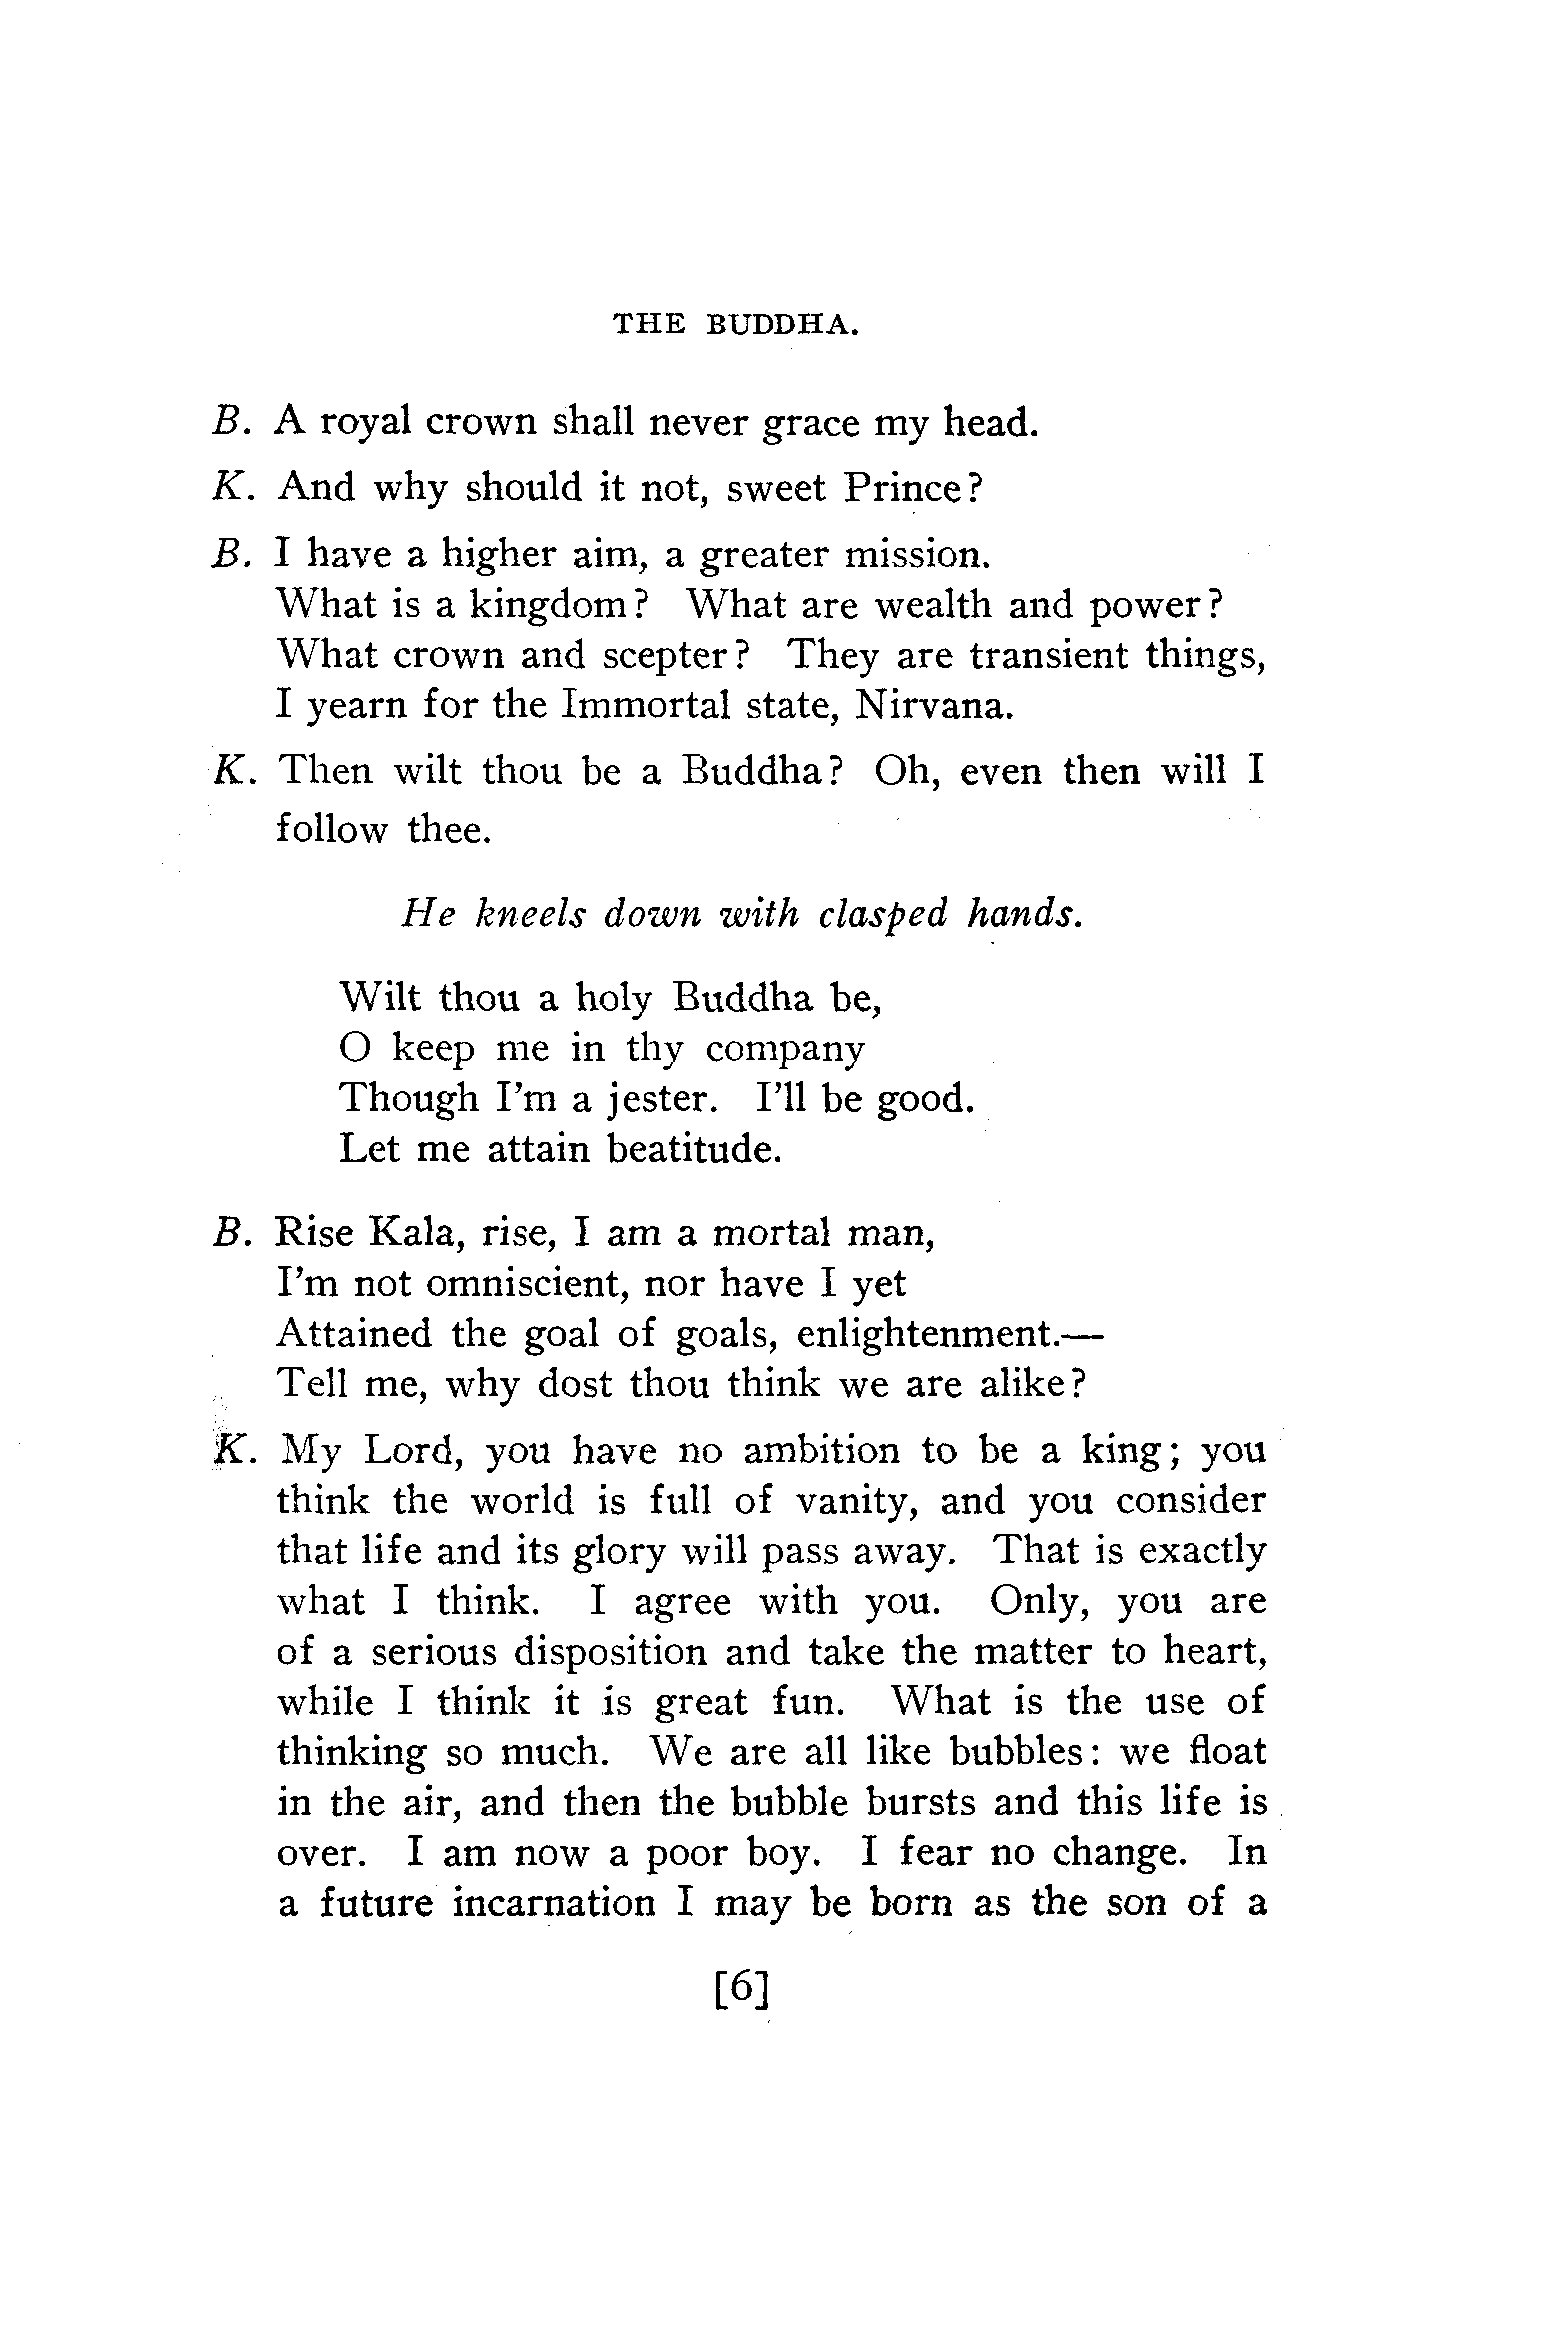 THE BUDDHA.
B. A royal crown shall never grace my head.
K. And why should it not, sweet Prince?
B. I have a higher aim, a greater mission.
What is a kingdom? What are wealth and power?
What crown and scepter? They are transient things,
I yearn for the Immortal state, Nirvana.
K. Then wilt thou be a Buddha? Oh, even then will I
follow thee.
He kneels down with clasped hands.
Wilt thou a holy Buddha be,
O keep me in thy company
Though I'm a jester. I'll be good.
Let me attain beatitude.
B. Rise Kala, rise, I am a mortal man,
I'm not omniscient, nor have I yet
Attained the goal of goals, enlightenment.—
Tell me, why dost thou think we are alike?
K. My Lord, you have no ambition to be a king; you
think the world is full of vanity, and you consider
that life and its glory will pass away. That is exactly
what I think. I agree with you. Only, you are
of a serious disposition and take the matter to heart,
while I think it is great fun. What is the use of
thinking so much. We are all like bubbles: we float
in the air, and then the bubble bursts and this life is
over. I am now a poor boy. I fear no change. In
a future incarnation I may be born as the son of a
[6]